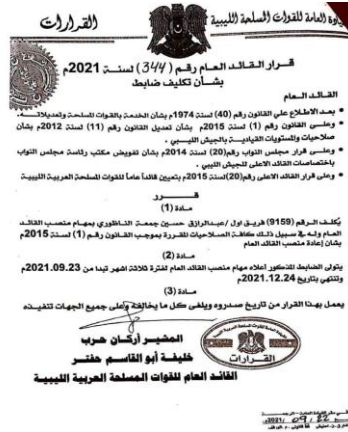 القيادة العامة للقوات المسلحة الليبية
القرارات
قرار القائد العام رقم (344) لسنة 2021م
بشأن تكليف ضابط
القائد العام
• بعد الاطلاع علي القانون رقم (40) لسنة 1974م بشأن الخدمة بالقوات المسلحة وتعديلاته.
• وعلى القانون رقم (1) لسنة 2015م بشأن تعديل القانون رقم (11) لسنة 2012م بشأن
صلاحيات والمستويات القيادية بالجيش الليبي .
• وعلى قرار مجلس النواب رقم(20) لسنة 2014م بشأن تفويض مكتب رئاسة مجلس النواب
باختصاصات القائد الاعلى للجيش الليبي .
• وعلى قرار القائد الاعلى رقم(20)لسنة 2015م بتعيين قائداً عاماً للقوات المسلحة العربية الليبية
قرر
مادة (1)
يُكلف الرقم (9159) فريق اول /عبدالرازق حسين جمعة الناظوري بمهام منصب القائد
العام وله في سبيل ذلك كافة الصلاحيات المقررة بموجب القانون رقم (1) لسنة 2015م
بشأن إعادة منصب القائد العام
مادة (2)
يتولى الضابط المذكور أعلاه مهام منصب القائد العام لفترة ثلاثة اشهر تبدا من 2021.09.23م
وتنتهي بتاريخ 2021.12.24م
مادة (3)
يعمل بهذا القرار من تاريخ صدروه ويلغى كل ما يخالفه وعلى جميع الجهات تنفيذه
المشير أركان حرب
خليفة أبو القاسم حفتر
القائد العام للقوات المسلحة العربية الليبية
القرارات
2021/ 09 / 22